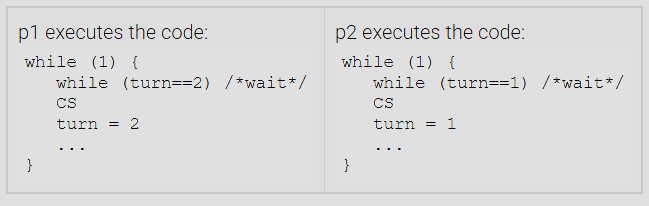 p1 executes the code:
while (1) {
   while (turn==2) /*wait*/
   CS
   turn = 2
   ...
}
p2 executes the code:
while (1) {
   while (turn==1) /*wait*/
   CS
   turn = 1
   ...
}